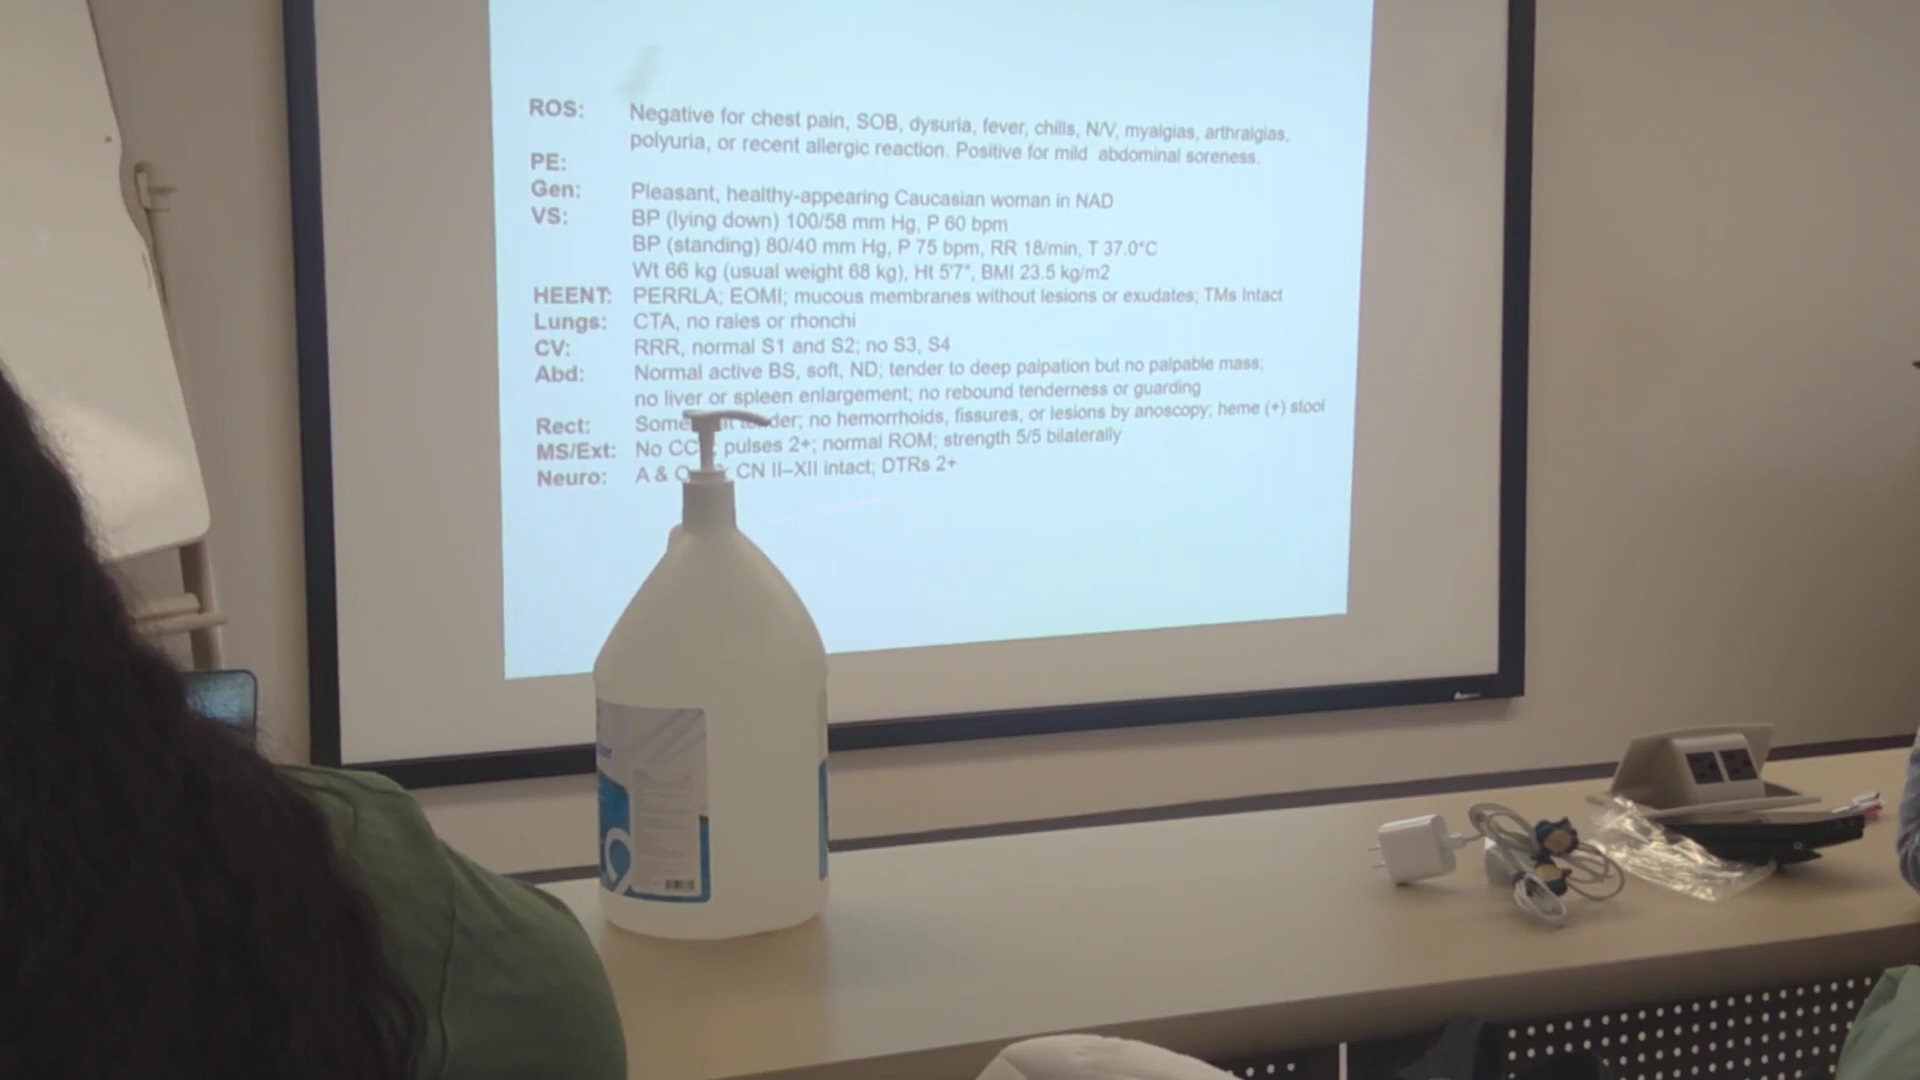 ROS: Negative for chest pain, SOB, dysuria, fever, chills, N/V, myalgias, arthralgias,
polyuria, or recent allergic reaction. Positive for mild abdominal soreness.
PE:
Gen: Pleasant, healthy-appearing Caucasian woman in NAD
VS: BP (lying down) 100/58 mm Hg, P 60 bpm
BP (standing) 80/40 mm Hg, P 75 bpm, RR 18/min, T 37.0°C
Wt 66 kg (usual weight 68 kg), Ht 5'7", BMI 23.5 kg/m2
HEENT: PERRLA; EOMI; mucous membranes without lesions or exudates; TMs Intact
Lungs: CTA, no rales or rhonchi
CV: RRR, normal S1 and S2; no S3, S4
Abd: Normal active BS, soft, ND; tender to deep palpation but no palpable mass;
no liver or spleen enlargement; no rebound tenderness or guarding
Rect: no hemorrhoids, fissures, or lesions by anoscopy; heme (+) stool
MS/Ext: No pulses 2+; normal ROM; strength 5/5 bilaterally
Neuro: A & CN II–XII intact; DTRs 2+